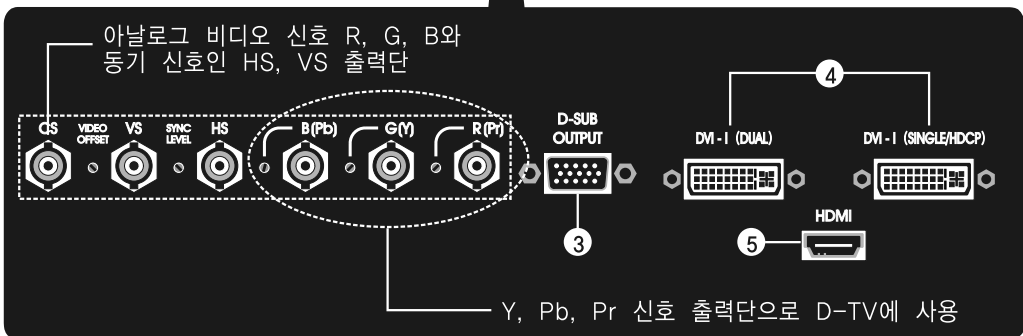 아날로그 비디오 신호 R, G, B와
동기 신호인 HS, VS 출력단
CS
VIDEO
OFFSET
VS
SYNC
LEVEL
HS
B(Pb)
G(Y)
R(Pr)
D-SUB
OUTPUT
③
④
DVI - I (DUAL)
DVI - I (SINGLE/HDCP)
HDMI
⑤
Y, Pb, Pr 신호 출력단으로 D-TV에 사용